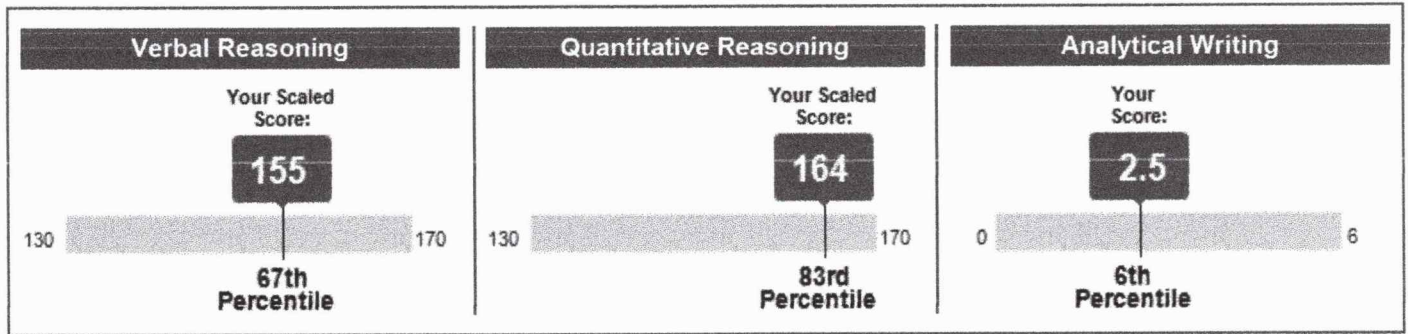 Verbal Reasoning
Your Scaled
Score:
155
130
170
67th
Percentile
Quantitative Reasoning
Your Scaled
Score:
164
130
170
83rd
Percentile
Analytical Writing
Your
Score:
2.5
0
6
6th
Percentile